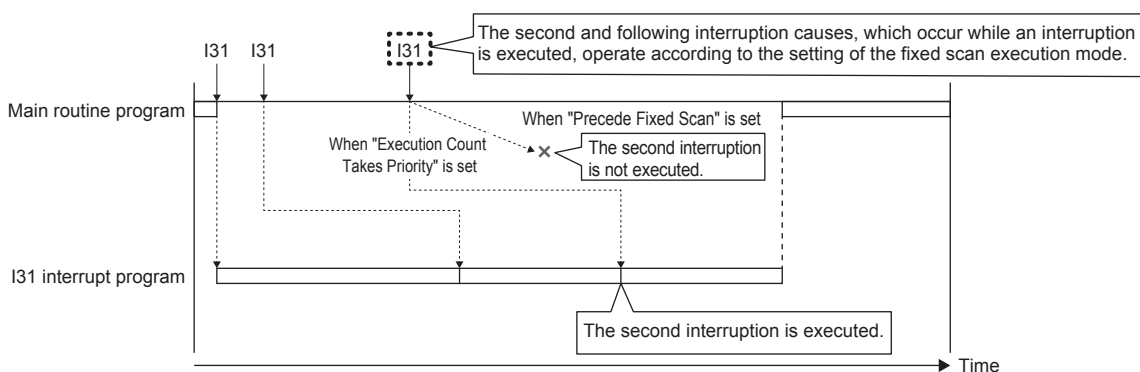 The second and following interruption causes, which occur while an interruption
is executed, operate according to the setting of the fixed scan execution mode.
I31 I31 I31
Main routine program
When "Precede Fixed Scan" is set
When "Execution Count
Takes Priority" is set
The second interruption
is not executed.
I31 interrupt program
The second interruption is executed.
Time